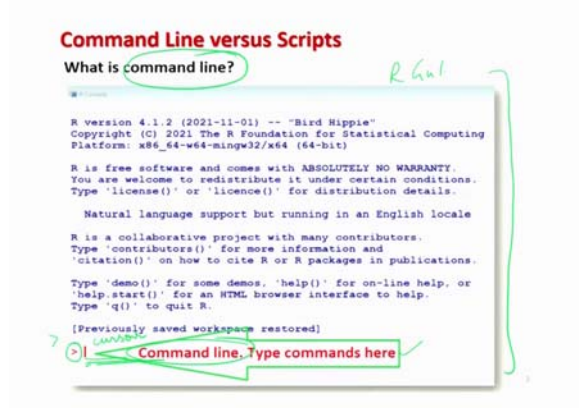 Command Line versus Scripts
What is command line?
R GUI
R Console
R version 4.1.2 (2021-11-01) -- "Bird Hippie"
Copyright (C) 2021 The R Foundation for Statistical Computing
Platform: x86_64-w64-mingw32/x64 (64-bit)
R is free software and comes with ABSOLUTELY NO WARRANTY.
You are welcome to redistribute it under certain conditions.
Type 'license()' or 'licence()' for distribution details.
Natural language support but running in an English locale
R is a collaborative project with many contributors.
Type 'contributors()' for more information and
'citation()' on how to cite R or R packages in publications.
Type 'demo()' for some demos, 'help()' for on-line help, or
'help.start()' for an HTML browser interface to help.
Type 'q()' to quit R.
[Previously saved workspace restored]
cursor
> | Command line. Type commands here